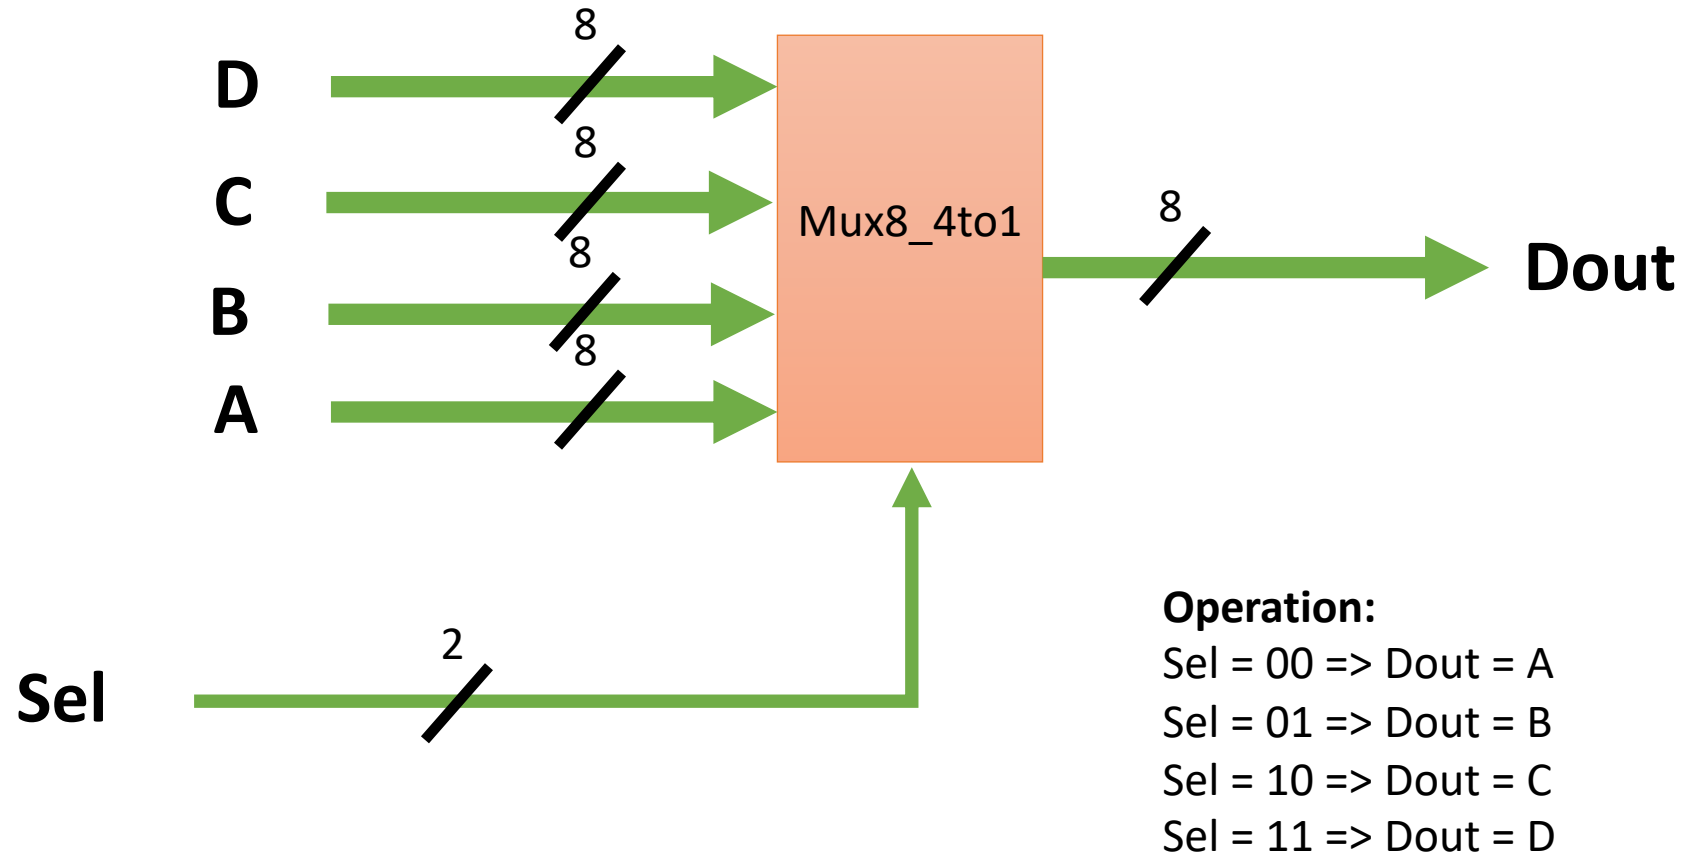 8
D
8
C
8
B
8
A
Mux8_4to1
8
Dout
2
Sel
Operation:
Sel = 00 => Dout = A
Sel = 01 => Dout = B
Sel = 10 => Dout = C
Sel = 11 => Dout = D